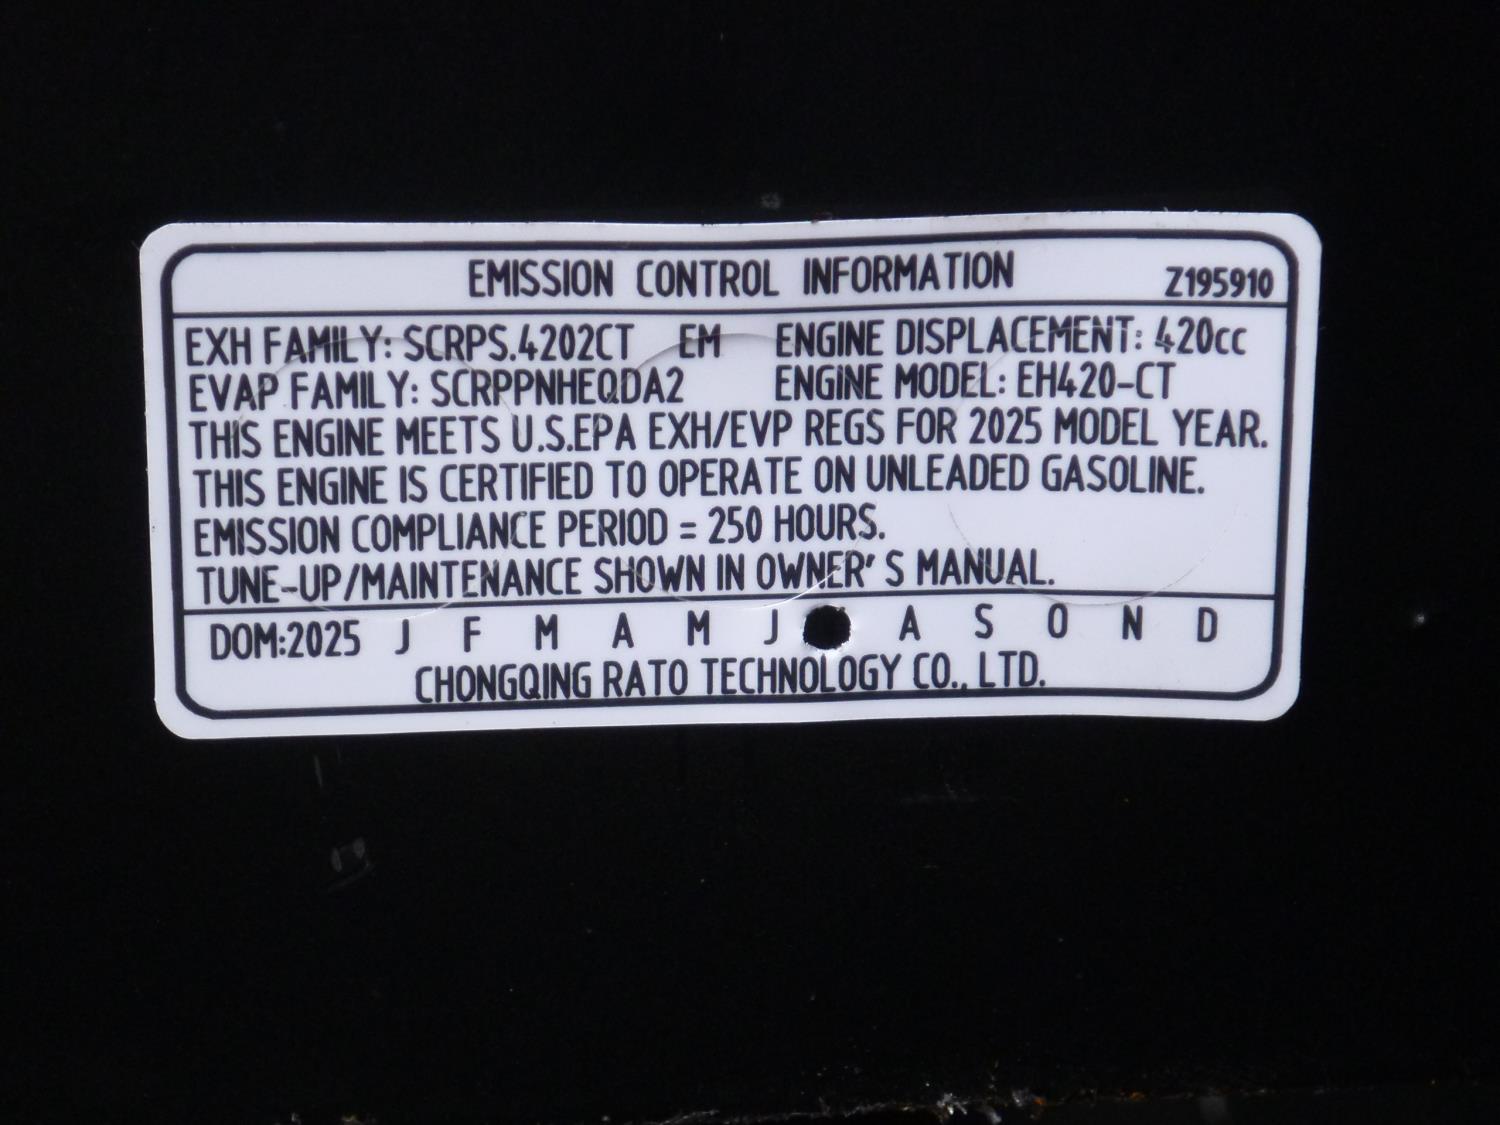 EMISSION CONTROL INFORMATION Z195910
EXH FAMILY: SCRPS.4202CT EM ENGINE DISPLACEMENT: 420cc
EVAP FAMILY: SCRPPNHEQDA2 ENGINE MODEL: EH420-CT
THIS ENGINE MEETS U.S.EPA EXH/EVP REGS FOR 2025 MODEL YEAR.
THIS ENGINE IS CERTIFIED TO OPERATE ON UNLEADED GASOLINE.
EMISSION COMPLIANCE PERIOD = 250 HOURS.
TUNE-UP/MAINTENANCE SHOWN IN OWNER'S MANUAL.
DOM:2025 J F M A M J A S O N D
CHONGQING RATO TECHNOLOGY CO., LTD.